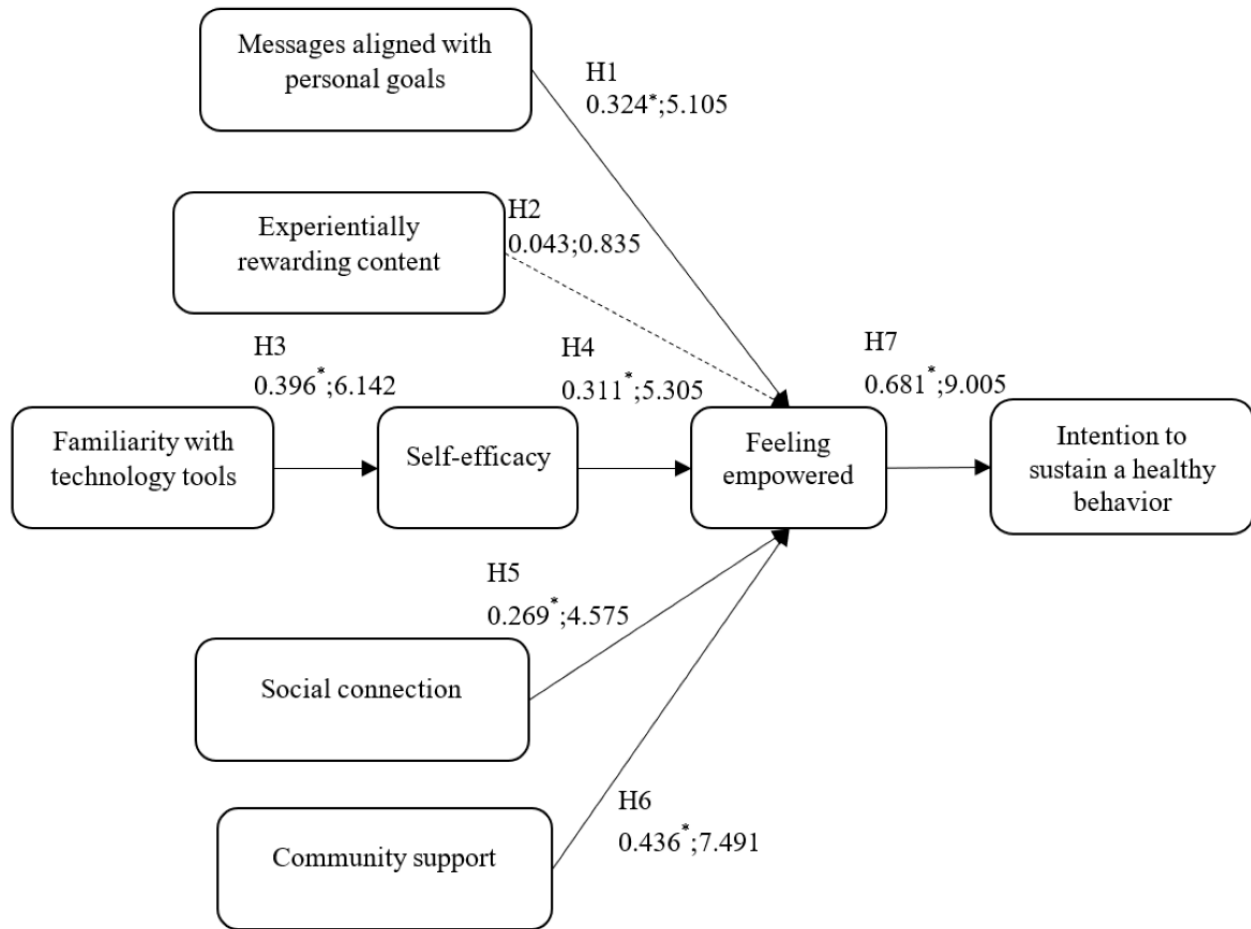 Messages aligned with
personal goals
H1
0.324*;5.105
Experientially
rewarding content
H2
0.043;0.835
H3
0.396*;6.142
H4
0.311*;5.305
H7
0.681*;9.005
Familiarity with
technology tools
Self-efficacy
Feeling
empowered
Intention to
sustain a healthy
behavior
H5
0.269*;4.575
Social connection
H6
0.436*;7.491
Community support